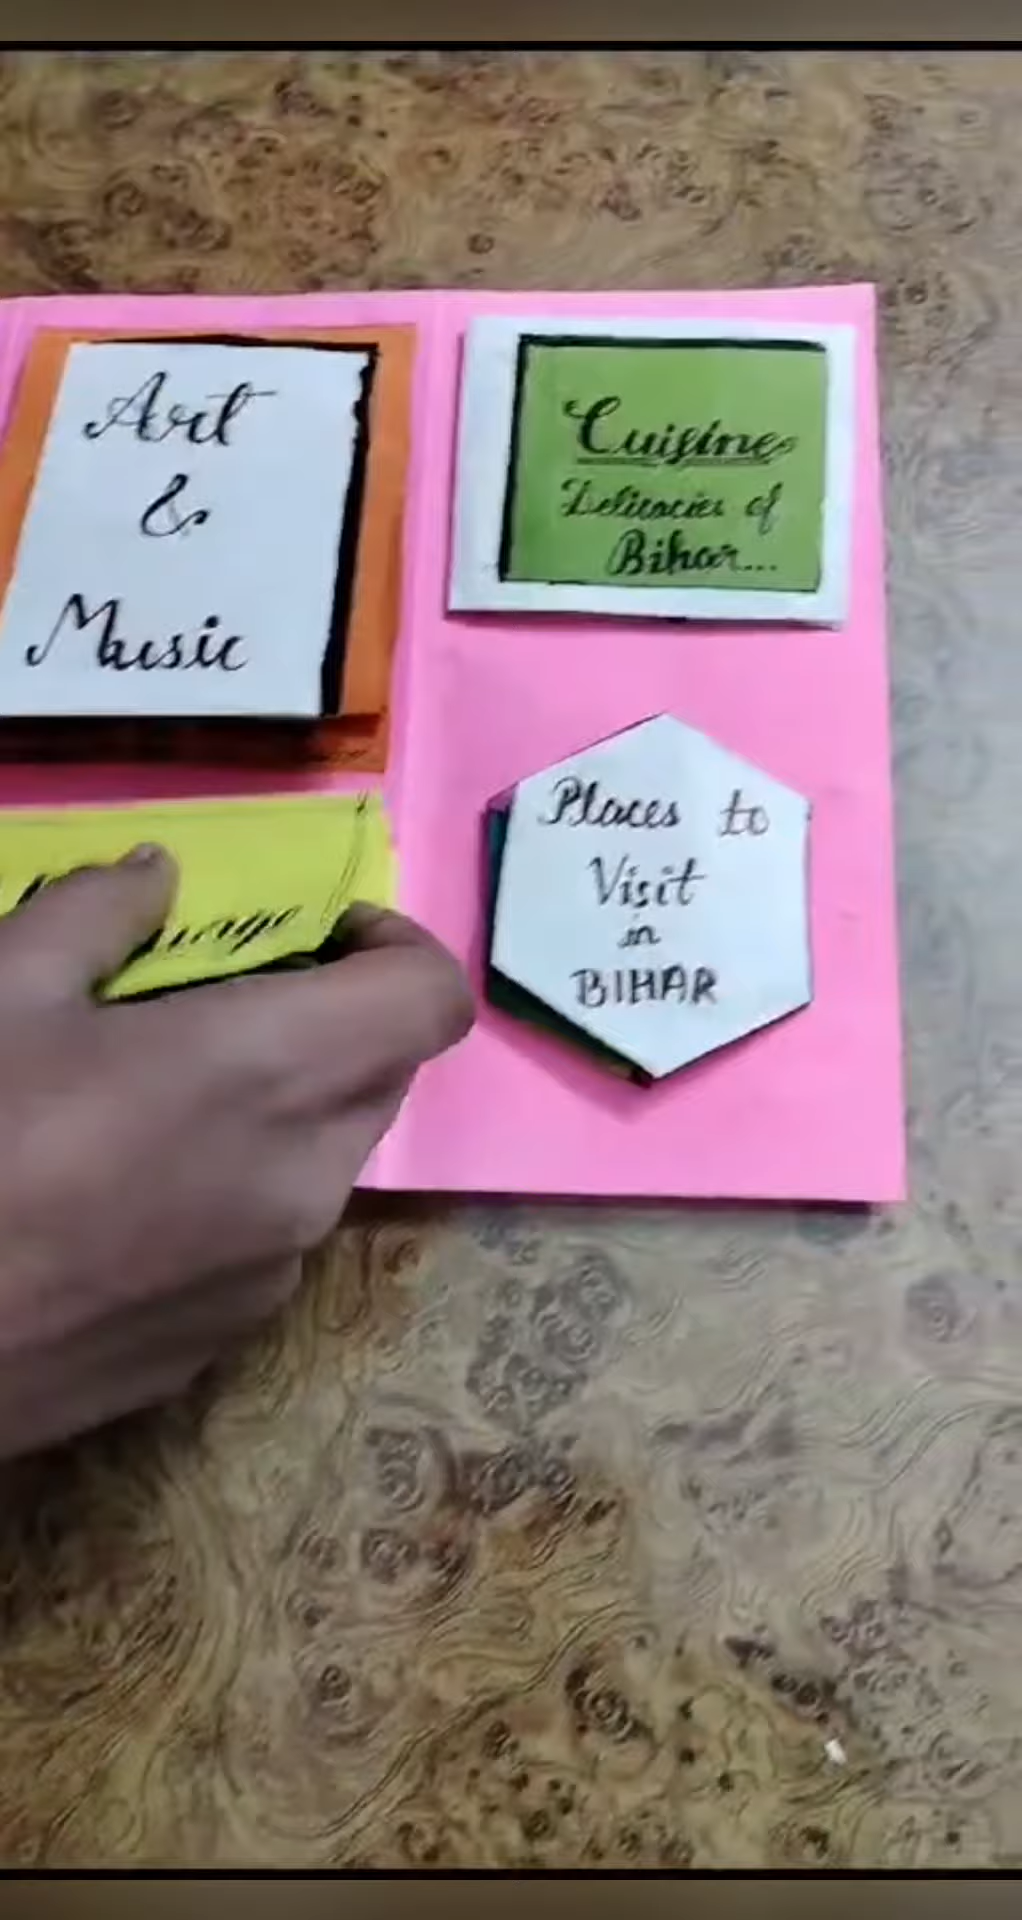 Art
&
Music
Cuisine
Delicacies of
Bihar...
Places to
Visit
in
BIHAR